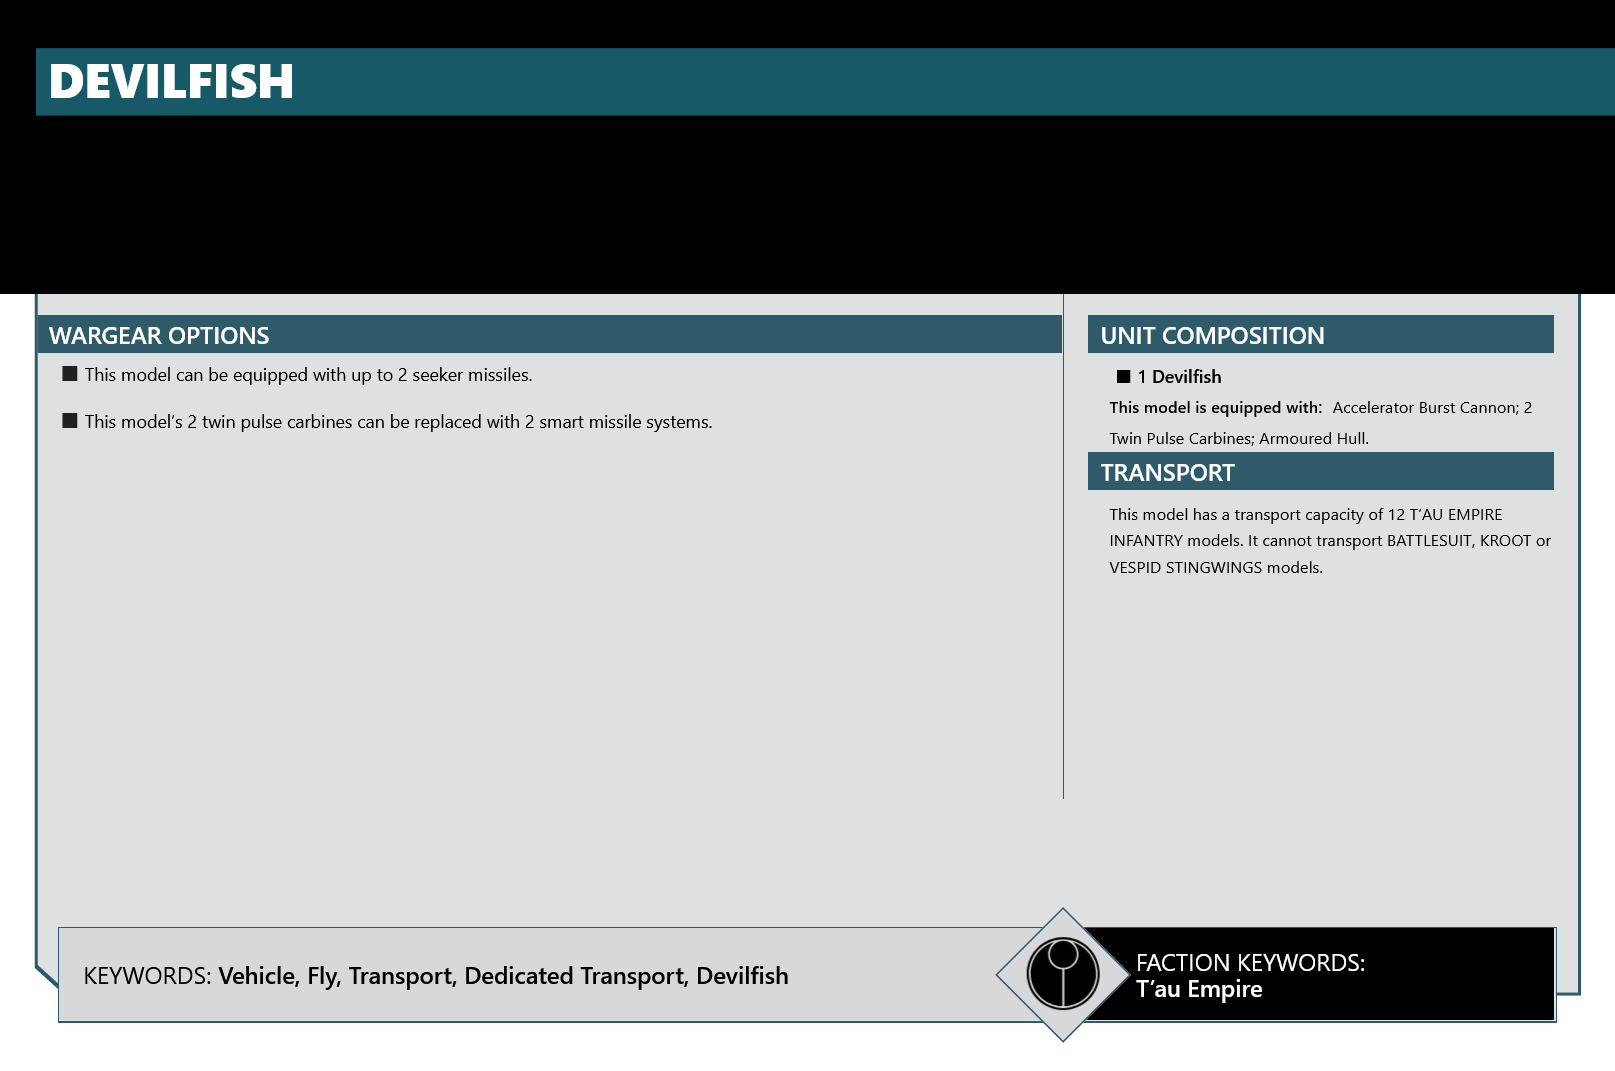 DEVILFISH
WARGEAR OPTIONS
■ This model can be equipped with up to 2 seeker missiles.
■ This model’s 2 twin pulse carbines can be replaced with 2 smart missile systems.
UNIT COMPOSITION
■ 1 Devilfish
This model is equipped with: Accelerator Burst Cannon; 2
Twin Pulse Carbines; Armoured Hull.
TRANSPORT
This model has a transport capacity of 12 T’AU EMPIRE
INFANTRY models. It cannot transport BATTLESUIT, KROOT or
VESPID STINGWINGS models.
KEYWORDS: Vehicle, Fly, Transport, Dedicated Transport, Devilfish
FACTION KEYWORDS:
T’au Empire